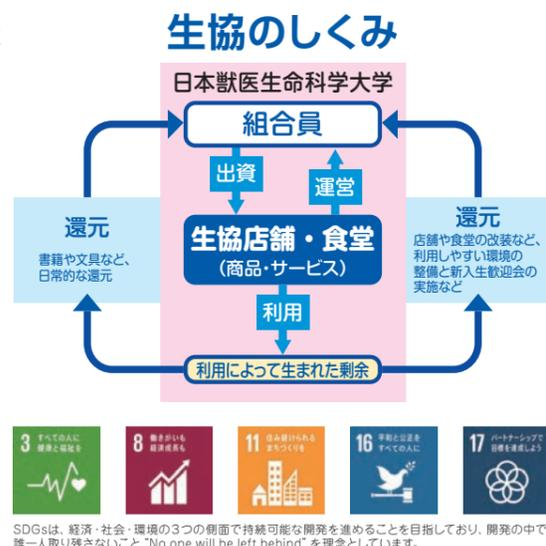 生協のしくみ
日本獣医生命科学大学
組合員
出資
運営
還元
書籍や文具など、
日常的な還元
生協店舗・食堂
（商品・サービス）
還元
店舗や食堂の改装など、
利用しやすい環境の
整備と新入生歓迎会の
実施など
利用
利用によって生まれた剰余
3 すべての人に
健康と福祉を
8 働きがいも
経済成長も
11 住み続けられる
まちづくりを
16 平和と公正を
すべての人に
17 パートナーシップで
目標を達成しよう
SDGsは、経済・社会・環境の3つの側面で持続可能な開発を進めることを目指しており、開発の中で
誰一人取り残さないこと "No one will be left behind" を理念としています。